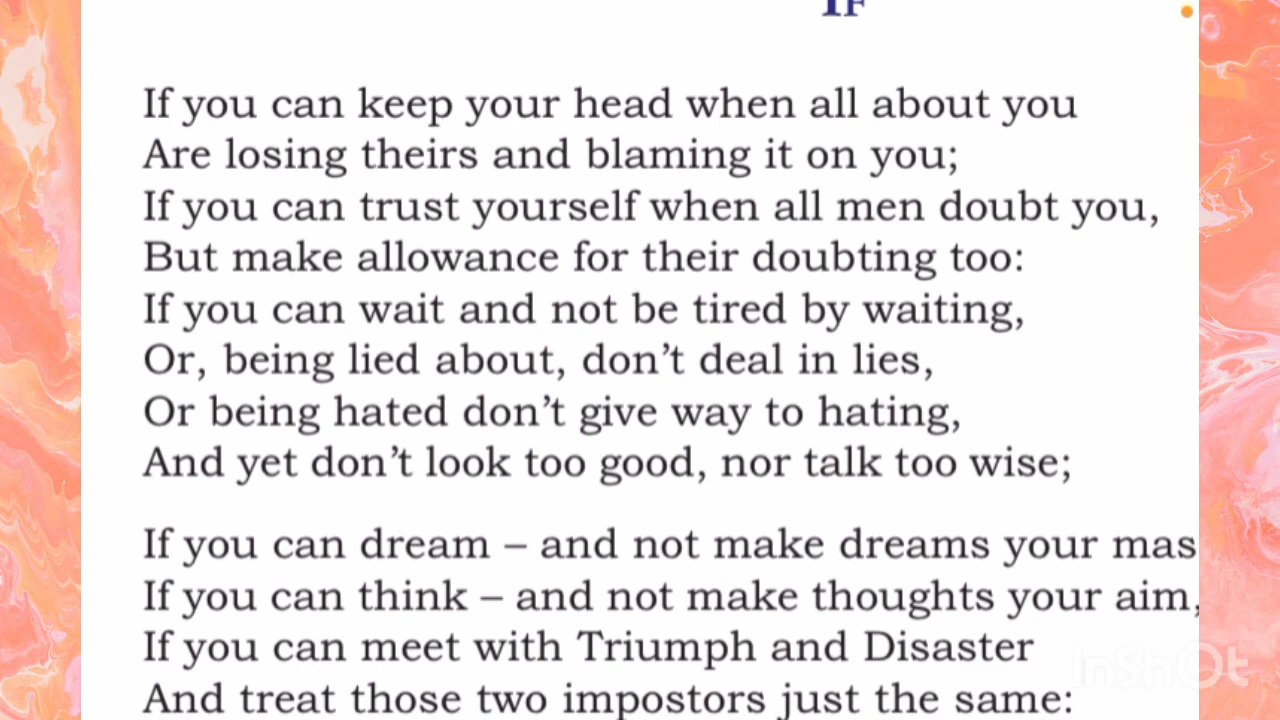 IF
If you can keep your head when all about you
Are losing theirs and blaming it on you;
If you can trust yourself when all men doubt you,
But make allowance for their doubting too:
If you can wait and not be tired by waiting,
Or, being lied about, don’t deal in lies,
Or being hated don’t give way to hating,
And yet don’t look too good, nor talk too wise;
If you can dream – and not make dreams your mas
If you can think – and not make thoughts your aim,
If you can meet with Triumph and Disaster
And treat those two impostors just the same:
InShOt